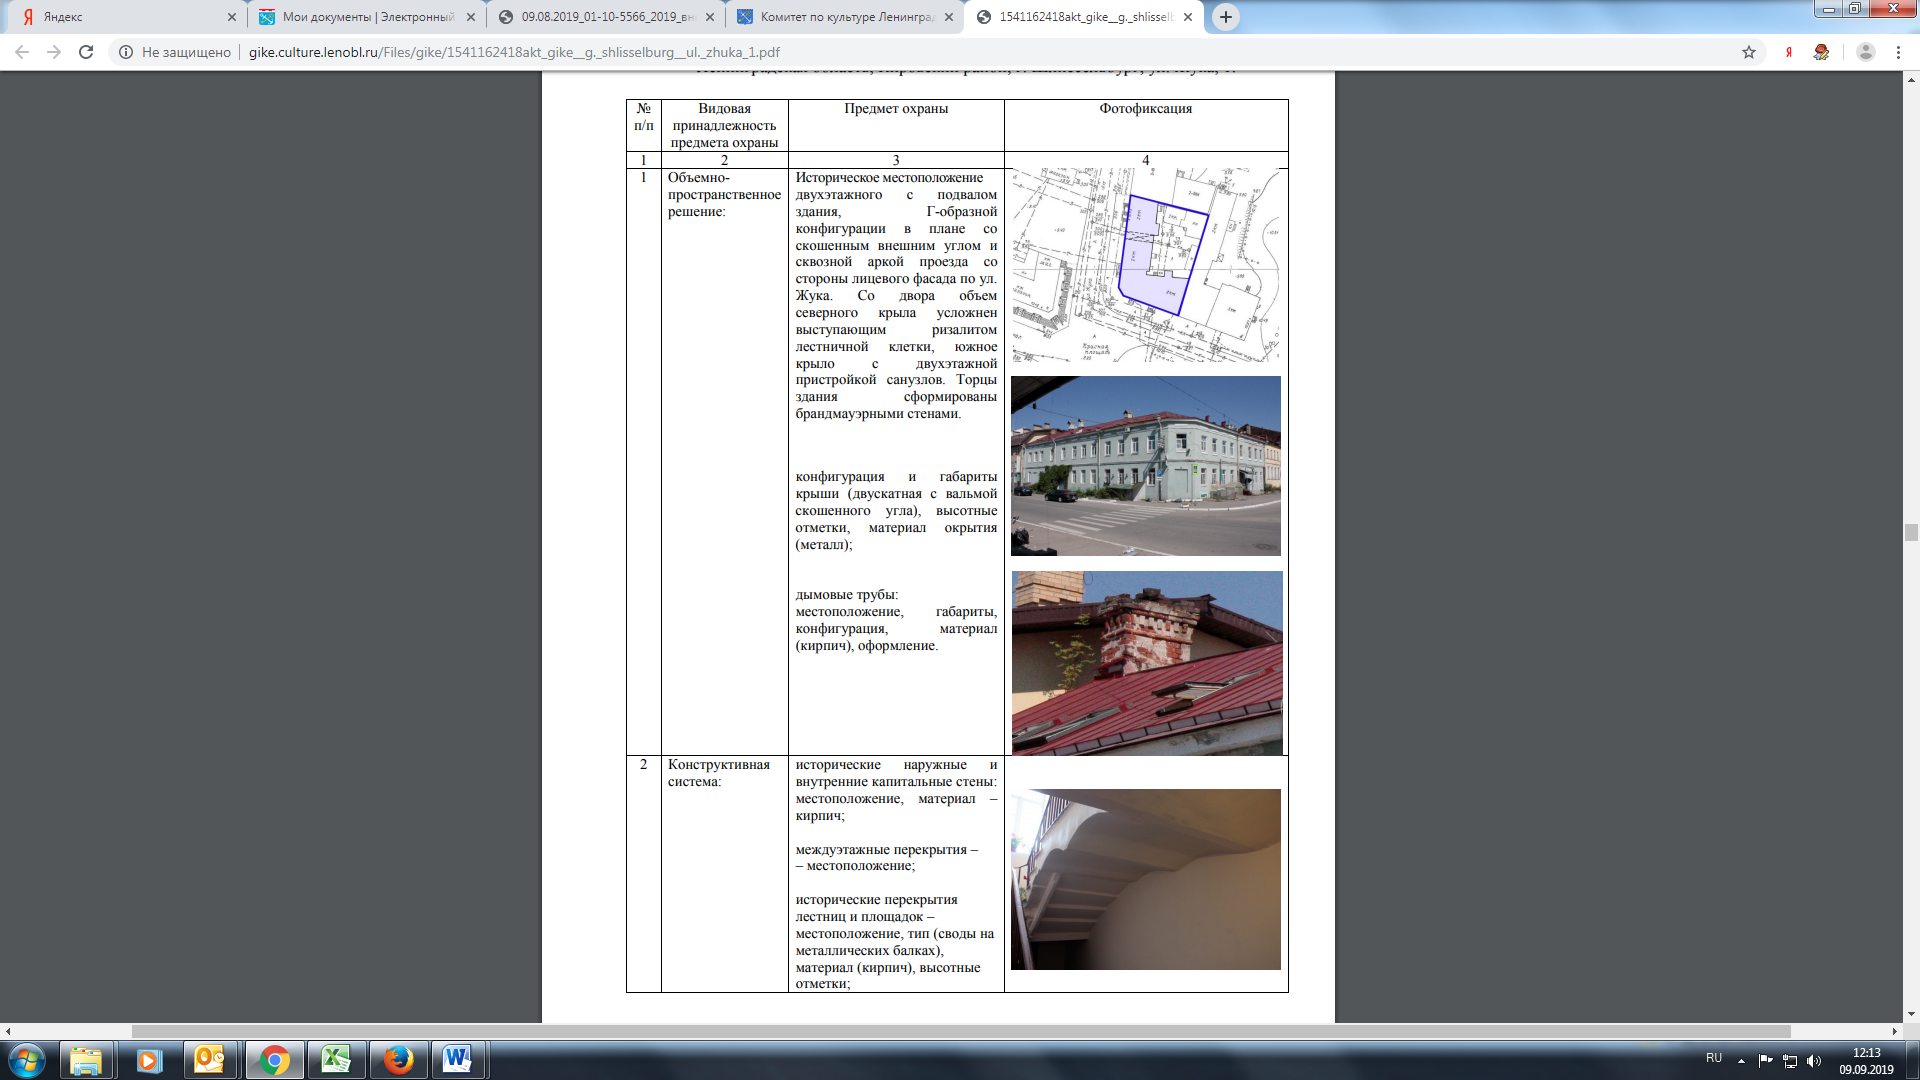 Яндекс
Мои документы | Электронный
09.08.2019_01-10-5566_2019_вн
Комитет по культуре Ленинград
1541162418akt_gike__g._shlissel
Не защищено
gike.culture.lenobl.ru/Files/gike/1541162418akt_gike__g._shlisselburg__ul._zhuka_1.pdf
№ п/п
Видовая принадлежность предмета охраны
Предмет охраны
Фотофиксация
1
2
3
4
1
Объемно-
пространственное
решение:
Историческое местоположение
двухэтажного с подвалом
здания, Г-образной
конфигурации в плане со
скошенным внешним углом и
сквозной аркой проезда со
стороны лицевого фасада по ул.
Жука. Со двора объем
северного крыла усложнен
выступающим ризалитом
лестничной клетки, южное
крыло с двухэтажной
пристройкой санузлов. Торцы
здания сформированы
брандмауэрными стенами.
конфигурация и габариты
крыши (двускатная с вальмой
скошенного угла), высотные
отметки, материал окрытия
(металл);
дымовые трубы:
местоположение, габариты,
конфигурация, материал
(кирпич), оформление.
Красная
площадь
2
Конструктивная
система:
исторические наружные и
внутренние капитальные стены:
местоположение, материал –
кирпич;
междуэтажные перекрытия –
– местоположение;
исторические перекрытия
лестниц и площадок –
местоположение, тип (своды на
металлических балках),
материал (кирпич), высотные
отметки;
RU
12:13
09.09.2019